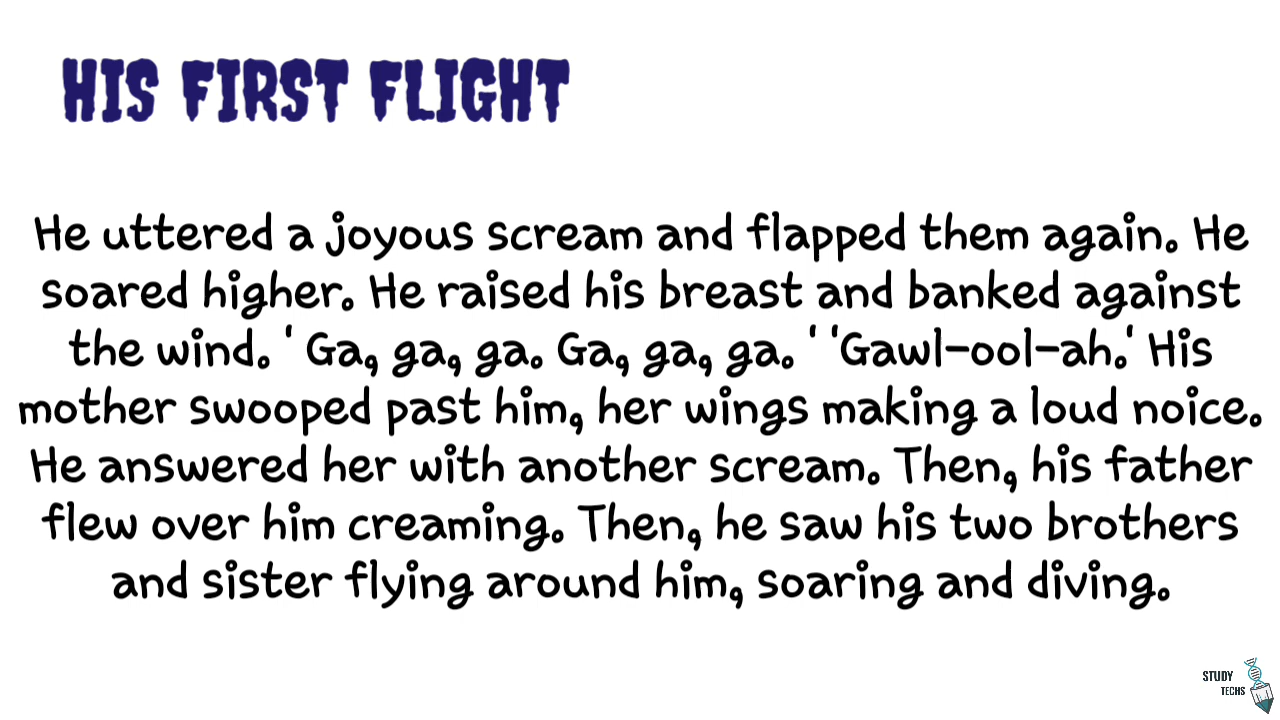 HIS FIRST FLIGHT
He uttered a joyous scream and flapped them again. He
soared higher. He raised his breast and banked against
the wind. ' Ga, ga, ga. Ga, ga, ga. ' 'Gawl-ool-ah.' His
mother swooped past him, her wings making a loud noice.
He answered her with another scream. Then, his father
flew over him creaming. Then, he saw his two brothers
and sister flying around him, soaring and diving.
STUDY
TECHS